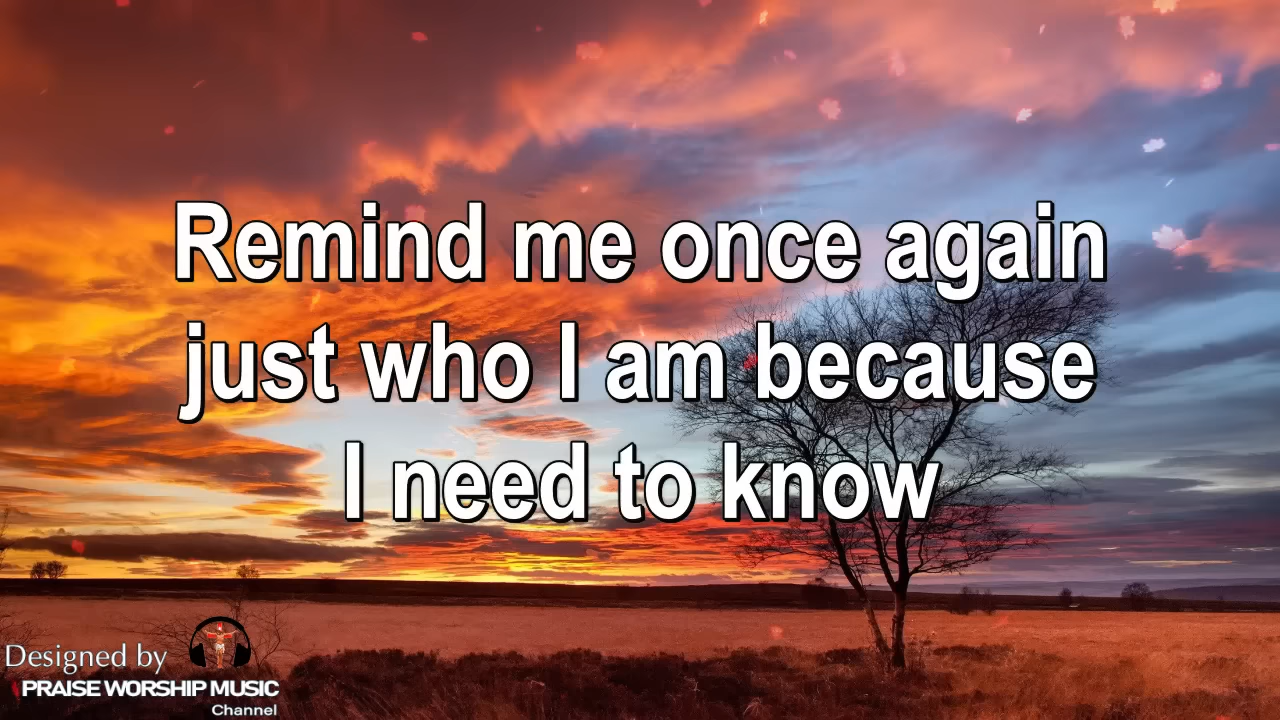 Remind me once again
just who I am because
I need to know
Designed by
PRAISE WORSHIP MUSIC
Channel